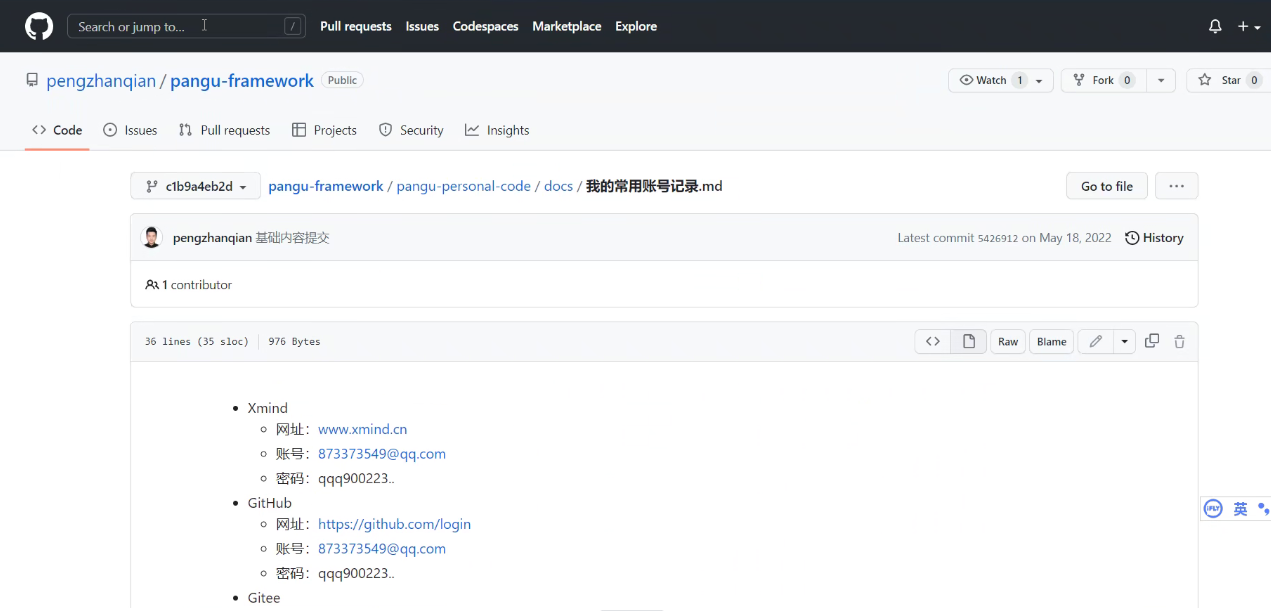 Search or jump to... /
Pull requests Issues Codespaces Marketplace Explore
pengzhanqian / pangu-framework Public
Watch 1 Fork 0 Star 0
Code Issues Pull requests Projects Security Insights
c1b9a4eb2d pangu-framework / pangu-personal-code / docs / 我的常用账号记录.md Go to file ...
pengzhanqian 基础内容提交 Latest commit 5426912 on May 18, 2022 History
1 contributor
36 lines (35 sloc) 976 Bytes Raw Blame
Xmind
网址：www.xmind.cn
账号：873373549@qq.com
密码：qqq900223..
GitHub
网址：https://github.com/login
账号：873373549@qq.com
密码：qqq900223..
iFLY 英
Gitee